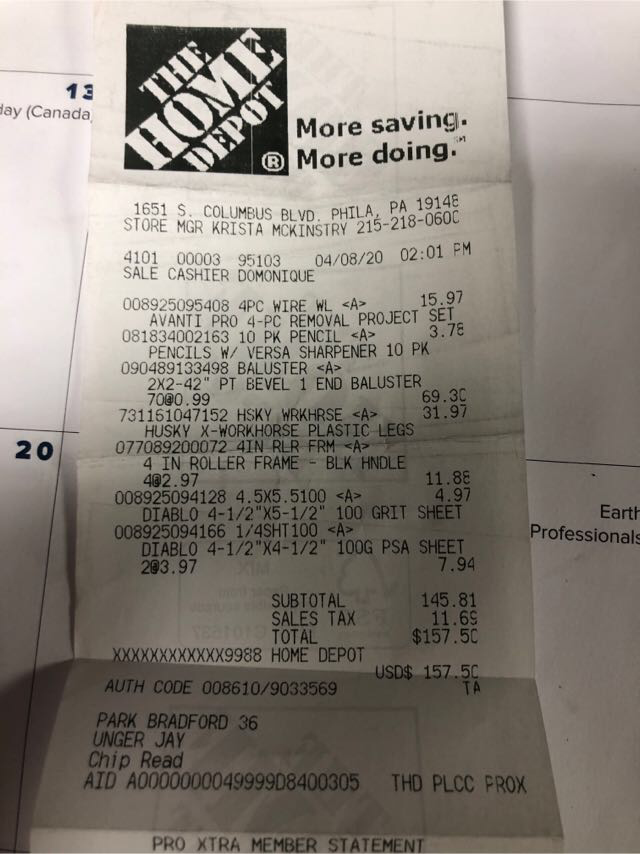 13
day (Canada
20
Earth
Professionals
THE
HOME
DEPOT
®
More saving.
More doing.℠
1651 S. COLUMBUS BLVD. PHILA, PA 19148
STORE MGR KRISTA MCKINSTRY 215-218-0600
4101 00003 95103 04/08/20 02:01 PM
SALE CASHIER DOMONIQUE
008925095408 4PC WIRE WL <A> 15.97
AVANTI PRO 4-PC REMOVAL PROJECT SET
081834002163 10 PK PENCIL <A> 3.78
PENCILS W/ VERSA SHARPENER 10 PK
090489133498 BALUSTER <A>
2X2-42" PT BEVEL 1 END BALUSTER
70@0.99 69.30
731161047152 HSKY WRKHRSE <A> 31.97
HUSKY X-WORKHORSE PLASTIC LEGS
077089200072 4IN RLR FRM <A>
4 IN ROLLER FRAME - BLK HNDLE
4@2.97 11.88
008925094128 4.5X5.5100 <A> 4.97
DIABLO 4-1/2"X5-1/2" 100 GRIT SHEET
008925094166 1/4SHT100 <A>
DIABLO 4-1/2"X4-1/2" 100G PSA SHEET
2@3.97 7.94
SUBTOTAL 145.81
SALES TAX 11.69
TOTAL $157.50
XXXXXXXXXXXX9988 HOME DEPOT
USD$ 157.50
AUTH CODE 008610/9033569 TA
PARK BRADFORD 36
UNGER JAY
Chip Read
AID A0000000049999D8400305 THD PLCC PROX
PRO XTRA MEMBER STATEMENT